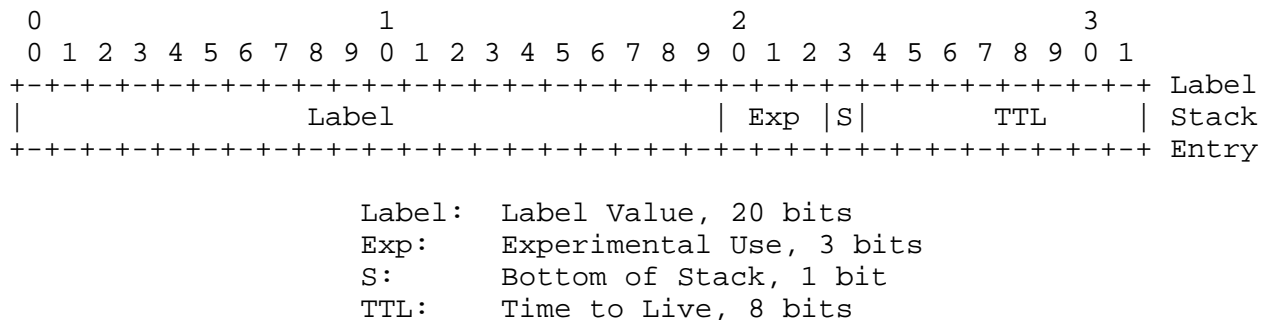 0                   1                   2                   3
 0 1 2 3 4 5 6 7 8 9 0 1 2 3 4 5 6 7 8 9 0 1 2 3 4 5 6 7 8 9 0 1
+-+-+-+-+-+-+-+-+-+-+-+-+-+-+-+-+-+-+-+-+-+-+-+-+-+-+-+-+-+-+-+-+ Label
|                Label                  | Exp |S|       TTL     | Stack
+-+-+-+-+-+-+-+-+-+-+-+-+-+-+-+-+-+-+-+-+-+-+-+-+-+-+-+-+-+-+-+-+ Entry
                    Label:  Label Value, 20 bits
                    Exp:    Experimental Use, 3 bits
                    S:      Bottom of Stack, 1 bit
                    TTL:    Time to Live, 8 bits